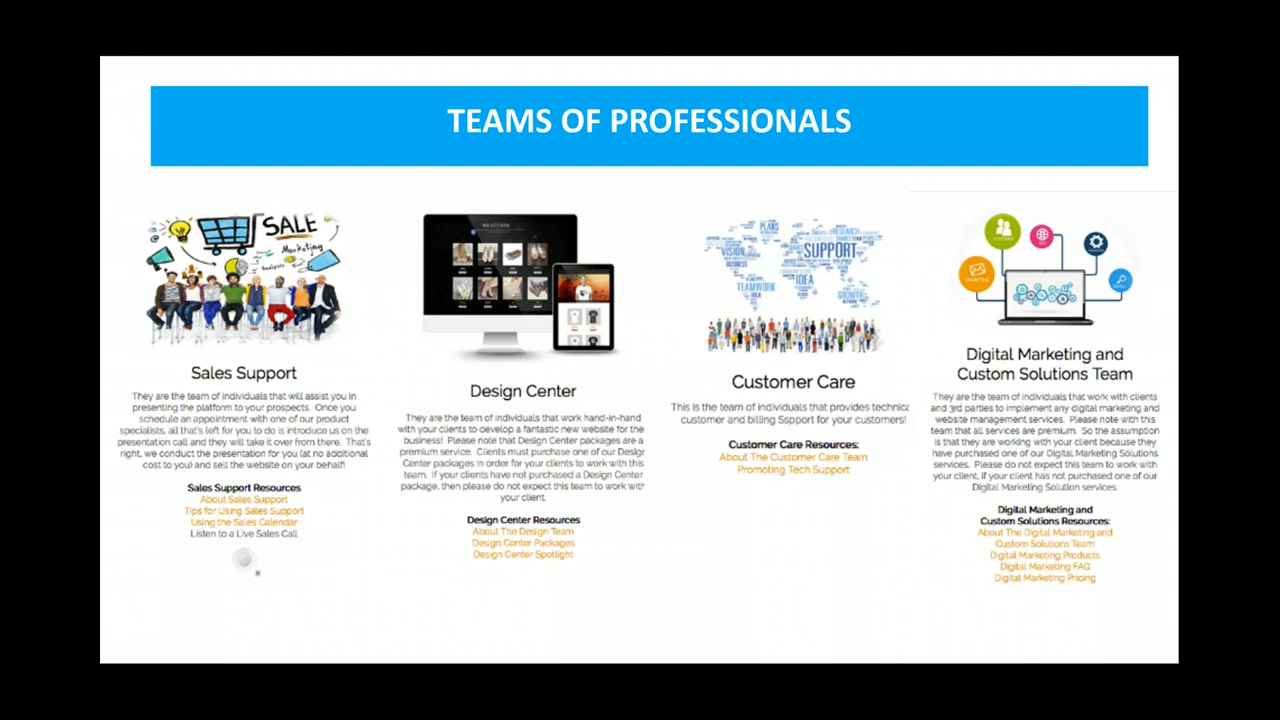 TEAMS OF PROFESSIONALS
SALE
Marketing
Analysis
Sales Support
They are the team of individuals that will assist you in
presenting the platform to your prospects. Once you
schedule an appointment with one of our product
specialists, all that's left for you to do is introduce us on the
presentation call and they will take it over from there. That's
right, we conduct the presentation for you (at no additional
cost to you) and sell the website on your behalf!
Sales Support Resources
About Sales Support
Tips for Using Sales Support
Using the Sales Calendar
Listen to a Live Sales Call
Design Center
They are the team of individuals that work hand-in-hand
with your clients to develop a fantastic new website for the
business! Please note that Design Center packages are a
premium service. Clients must purchase one of our Design
Center packages in order for your clients to work with this
team. If your clients have not purchased a Design Center
package, then please do not expect this team to work with
your client.
Design Center Resources
About The Design Team
Design Center Packages
Design Center Spotlight
PLANS
RESEARCH
VISION
SUPPORT
BUSINESS
IDEA
TEAMWORK
IDEA
GROWTH
Customer Care
This is the team of individuals that provides technica
customer and billing Sspport for your customers!
Customer Care Resources:
About The Customer Care Team
Promoting Tech Support
Digital Marketing and
Custom Solutions Team
They are the team of individuals that work with clients
and 3rd parties to implement any digital marketing and
website management services. Please note with this
team that all services are premium. So the assumption
is that they are working with your client because they
have purchased one of our Digital Marketing Solutions
services. Please do not expect this team to work with
your client, if your client has not purchased one of our
Digital Marketing Solution services.
Digital Marketing and
Custom Solutions Resources:
About The Digital Marketing and
Custom Solutions Team
Digital Marketing Products
Digital Marketing FAQ
Digital Marketing Pricing